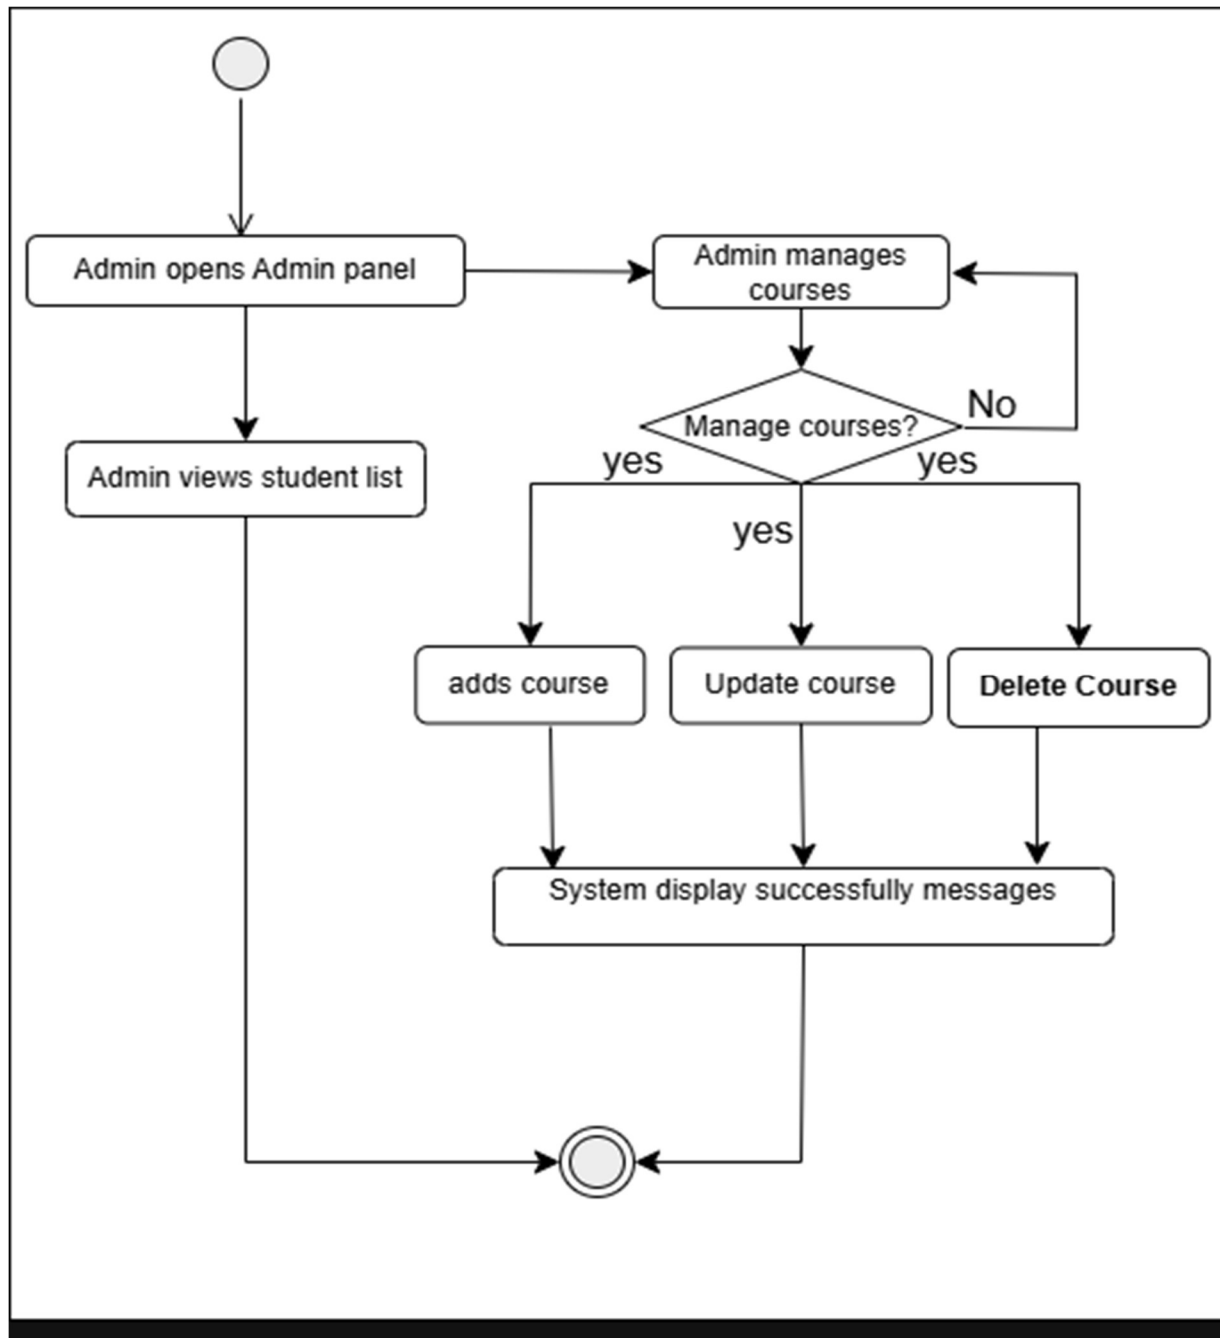 Admin opens Admin panel
Admin manages
courses
Manage courses?
No
Admin views student list
yes
yes
yes
adds course
Update course
Delete Course
System display successfully messages